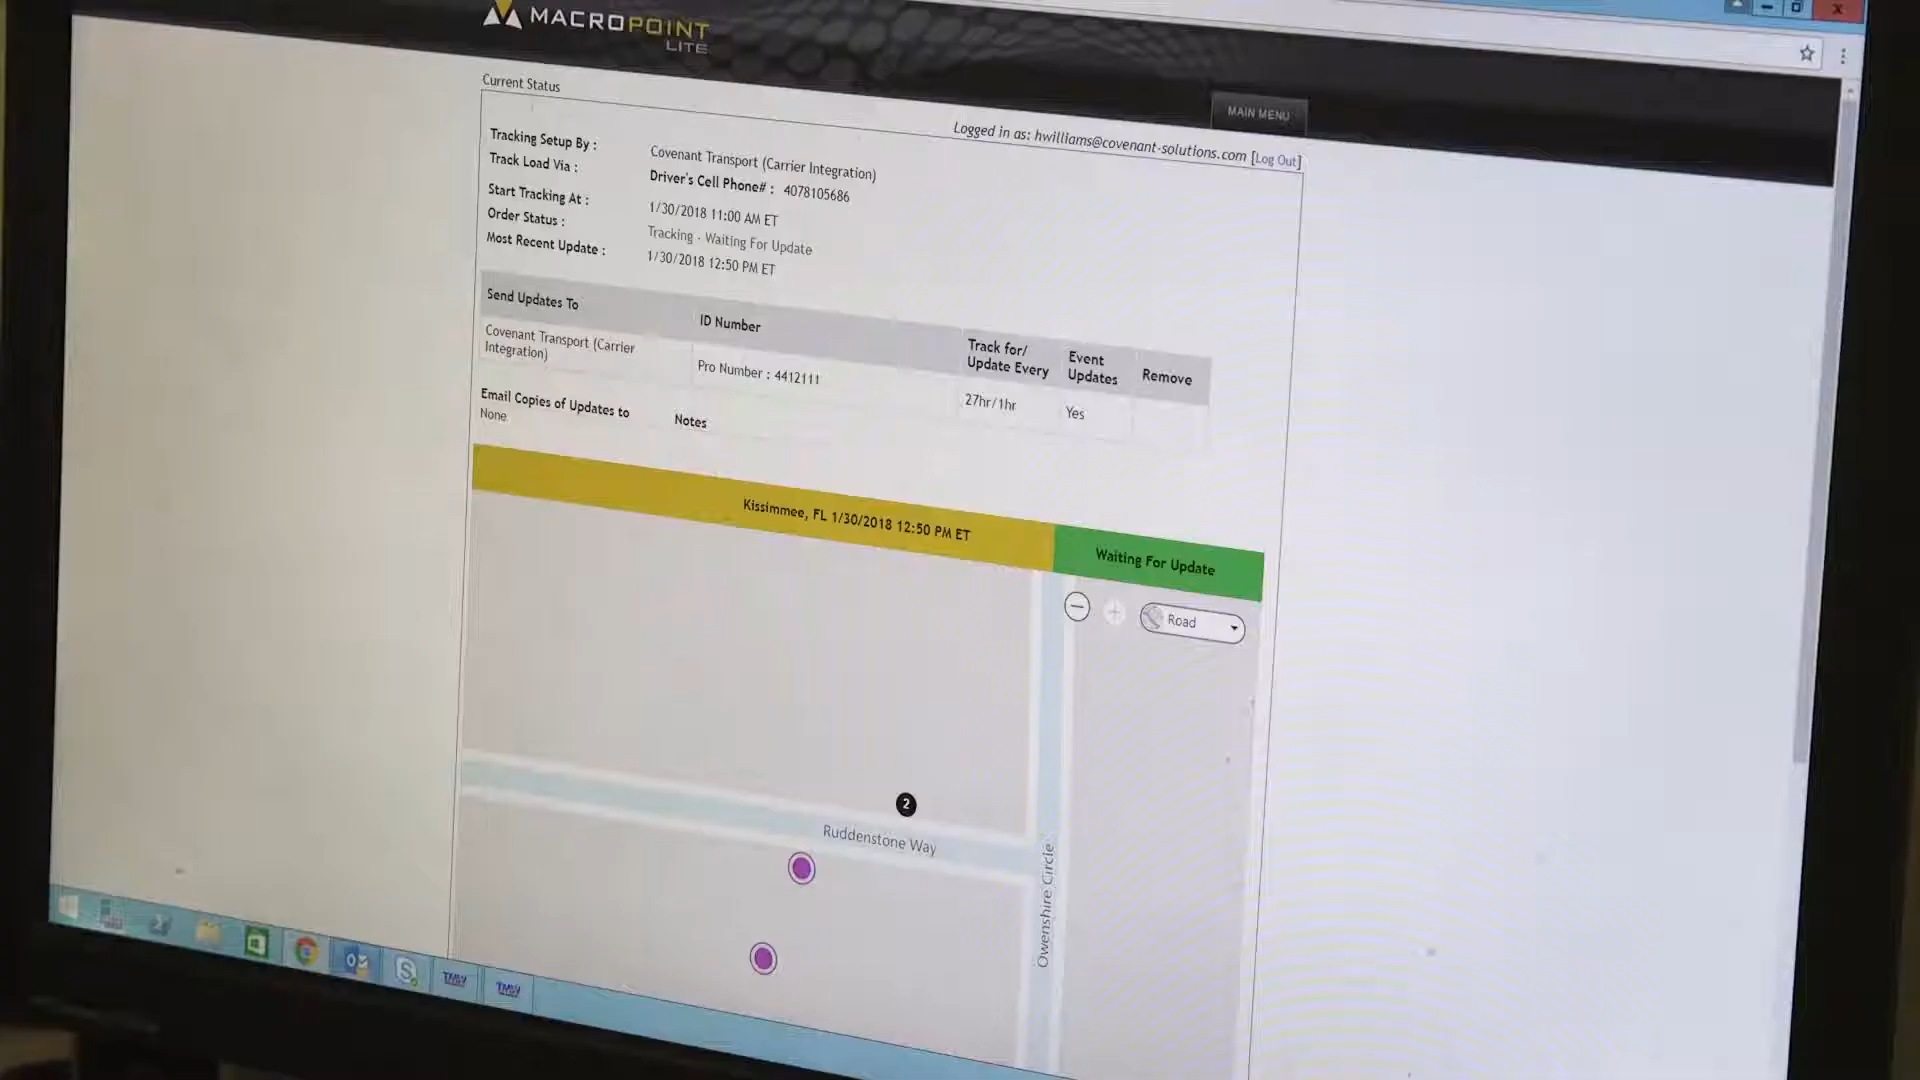 MACROPOINT
LITE
MAIN MENU
Current Status
Logged in as: hwilliams@covenant-solutions.com [Log Out]
Tracking Setup By : Covenant Transport (Carrier Integration)
Track Load Via : Driver's Cell Phone# : 4078105686
Start Tracking At : 1/30/2018 11:00 AM ET
Order Status : Tracking - Waiting For Update
Most Recent Update : 1/30/2018 12:50 PM ET
Send Updates To ID Number Track for/ Update Every Event Updates Remove
Covenant Transport (Carrier Integration) Pro Number : 4412111 27hr/1hr Yes
Email Copies of Updates to Notes
None
Kissimmee, FL 1/30/2018 12:50 PM ET Waiting For Update
Road
2
Ruddenstone Way
Owenshire Circle
TMW TMW